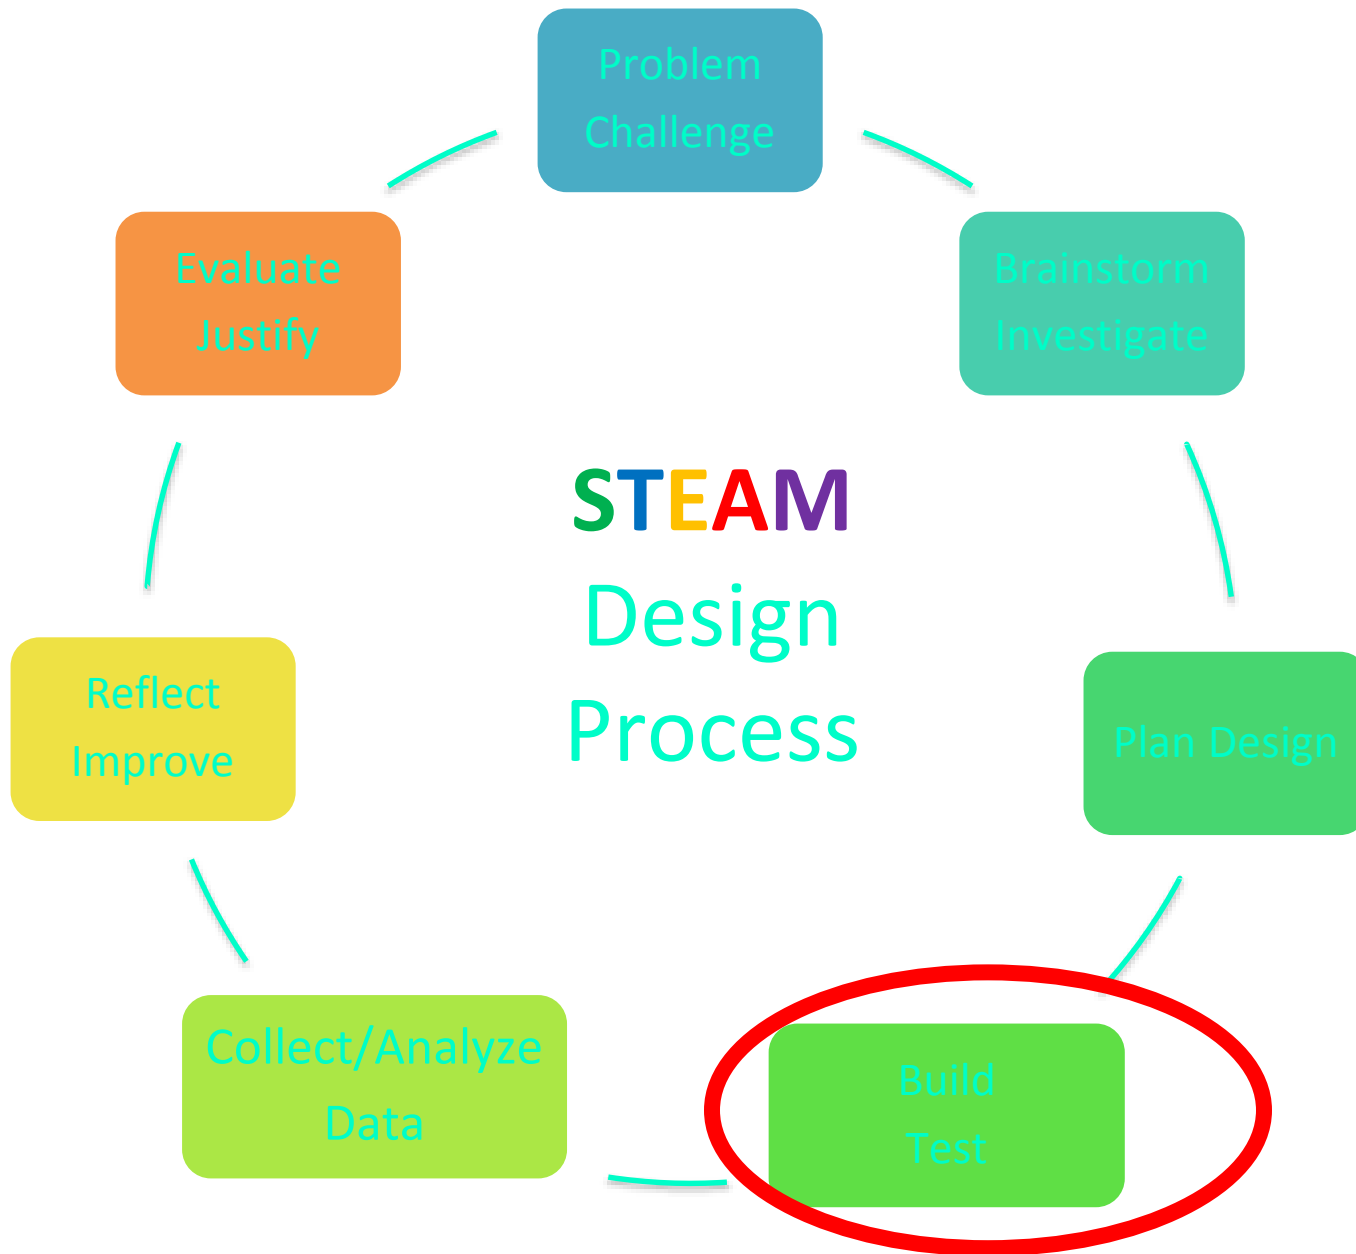 Problem
Challenge
Brainstorm
Investigate
Plan Design
Build
Test
Collect/Analyze
Data
Reflect
Improve
Evaluate
Justify
STEAM
Design
Process